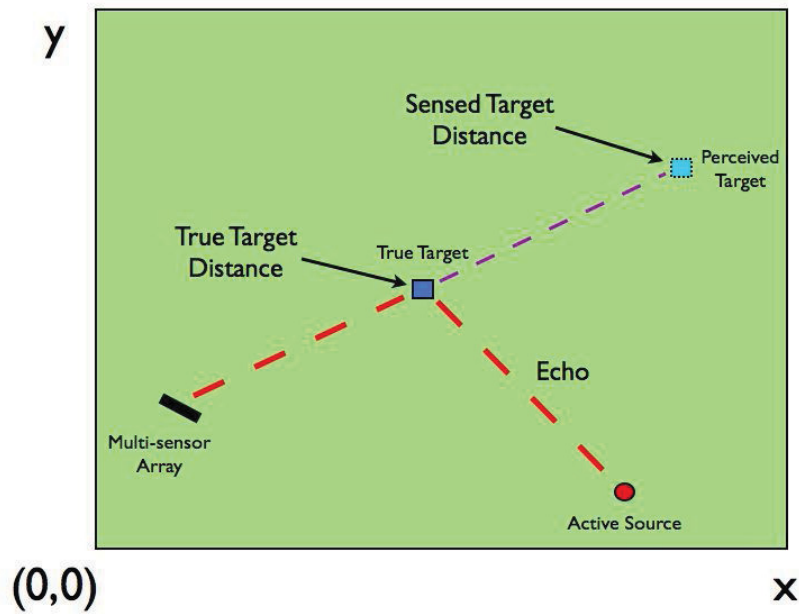 y
Sensed Target
Distance
Perceived
Target
True Target
Distance
True Target
Echo
Multi-sensor
Array
Active Source
(0,0)
x